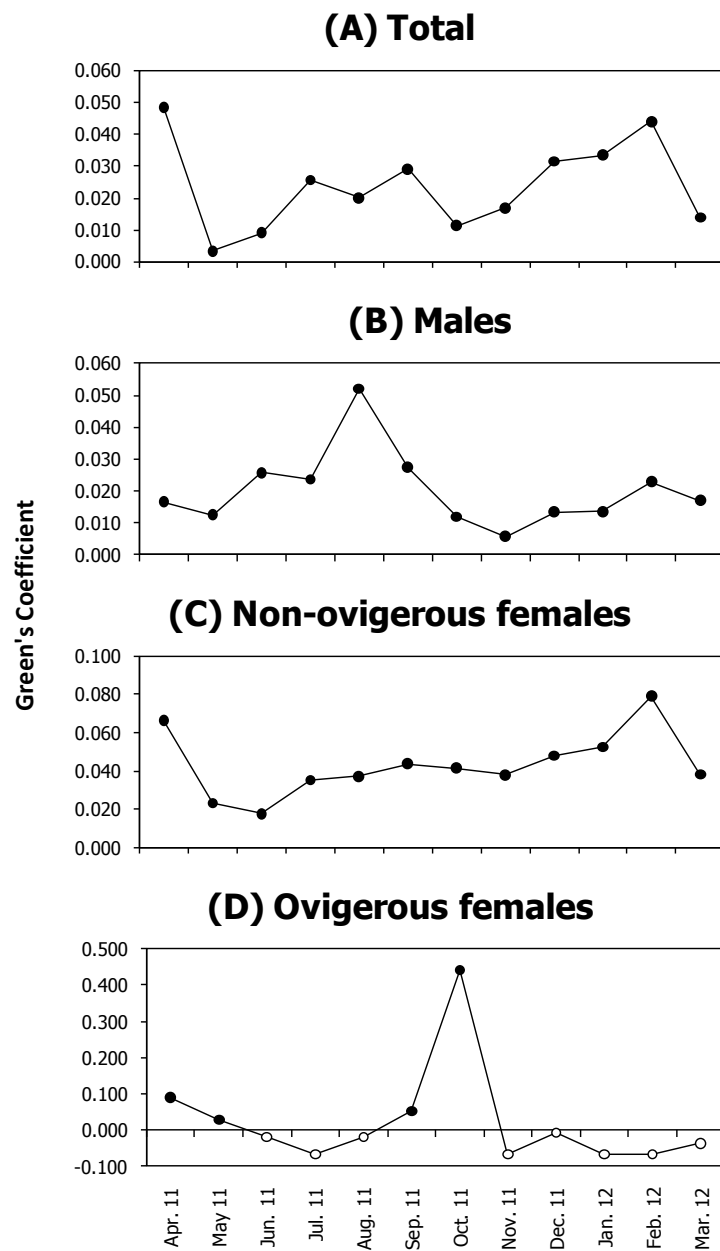 (A) Total
0.060
0.050
0.040
0.030
0.020
0.010
0.000
(B) Males
0.060
0.050
0.040
0.030
0.020
0.010
0.000
Green's Coefficient
(C) Non-ovigerous females
0.100
0.080
0.060
0.040
0.020
0.000
(D) Ovigerous females
0.500
0.400
0.300
0.200
0.100
0.000
-0.100
Apr. 11
May 11
Jun. 11
Jul. 11
Aug. 11
Sep. 11
Oct. 11
Nov. 11
Dec. 11
Jan. 12
Feb. 12
Mar. 12